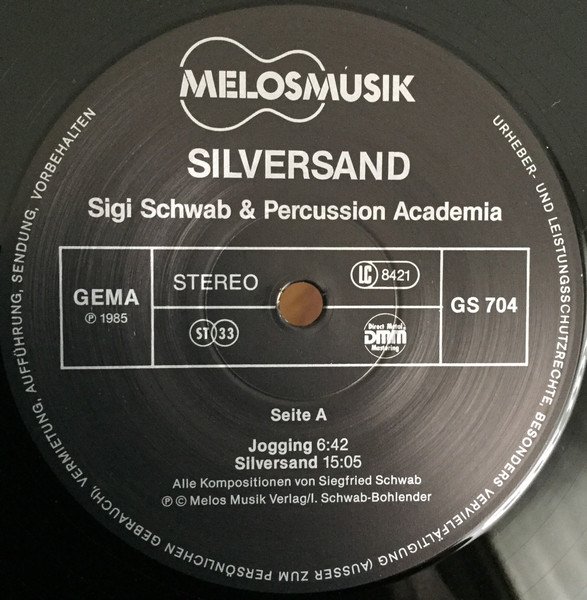 MELOSMUSIK
SILVERSAND
Sigi Schwab & Percussion Academia
GEMA
℗ 1985
STEREO
LC 8421
GS 704
ST 33
Direct Metal
DMM
Mastering
Seite A
Jogging 6:42
Silversand 15:05
Alle Kompositionen von Siegfried Schwab
℗ © Melos Musik Verlag/I. Schwab-Bohlender
URHEBER- UND LEISTUNGSSCHUTZRECHTE, BESONDERS VERVIELFÄLTIGUNG (AUSSER ZUM PERSÖNLICHEN GEBRAUCH), VERMIETUNG, AUFFÜHRUNG, SENDUNG, VORBEHALTEN